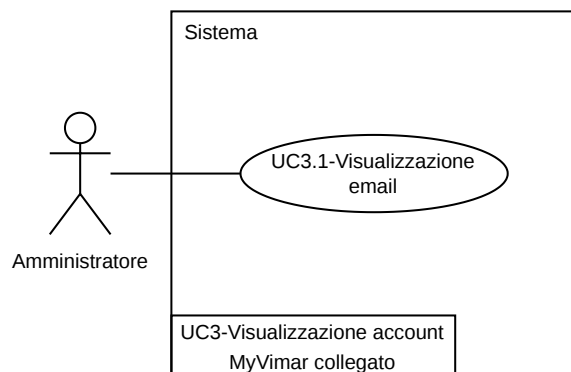 Sistema
UC3.1-Visualizzazione
email
Amministratore
UC3-Visualizzazione account
MyVimar collegato